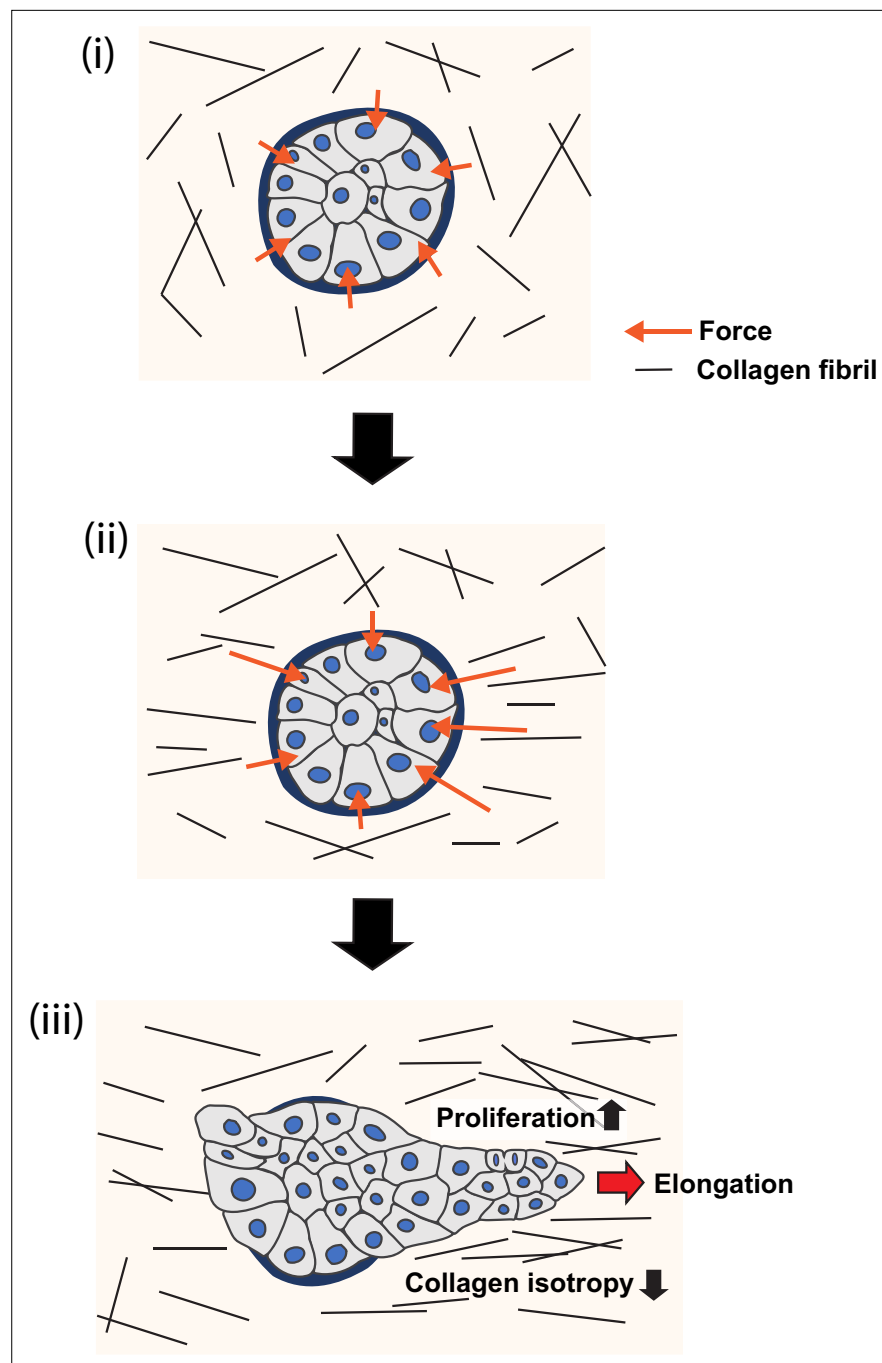 (i)
Force
Collagen fibril
(ii)
(iii)
Proliferation
Elongation
Collagen isotropy